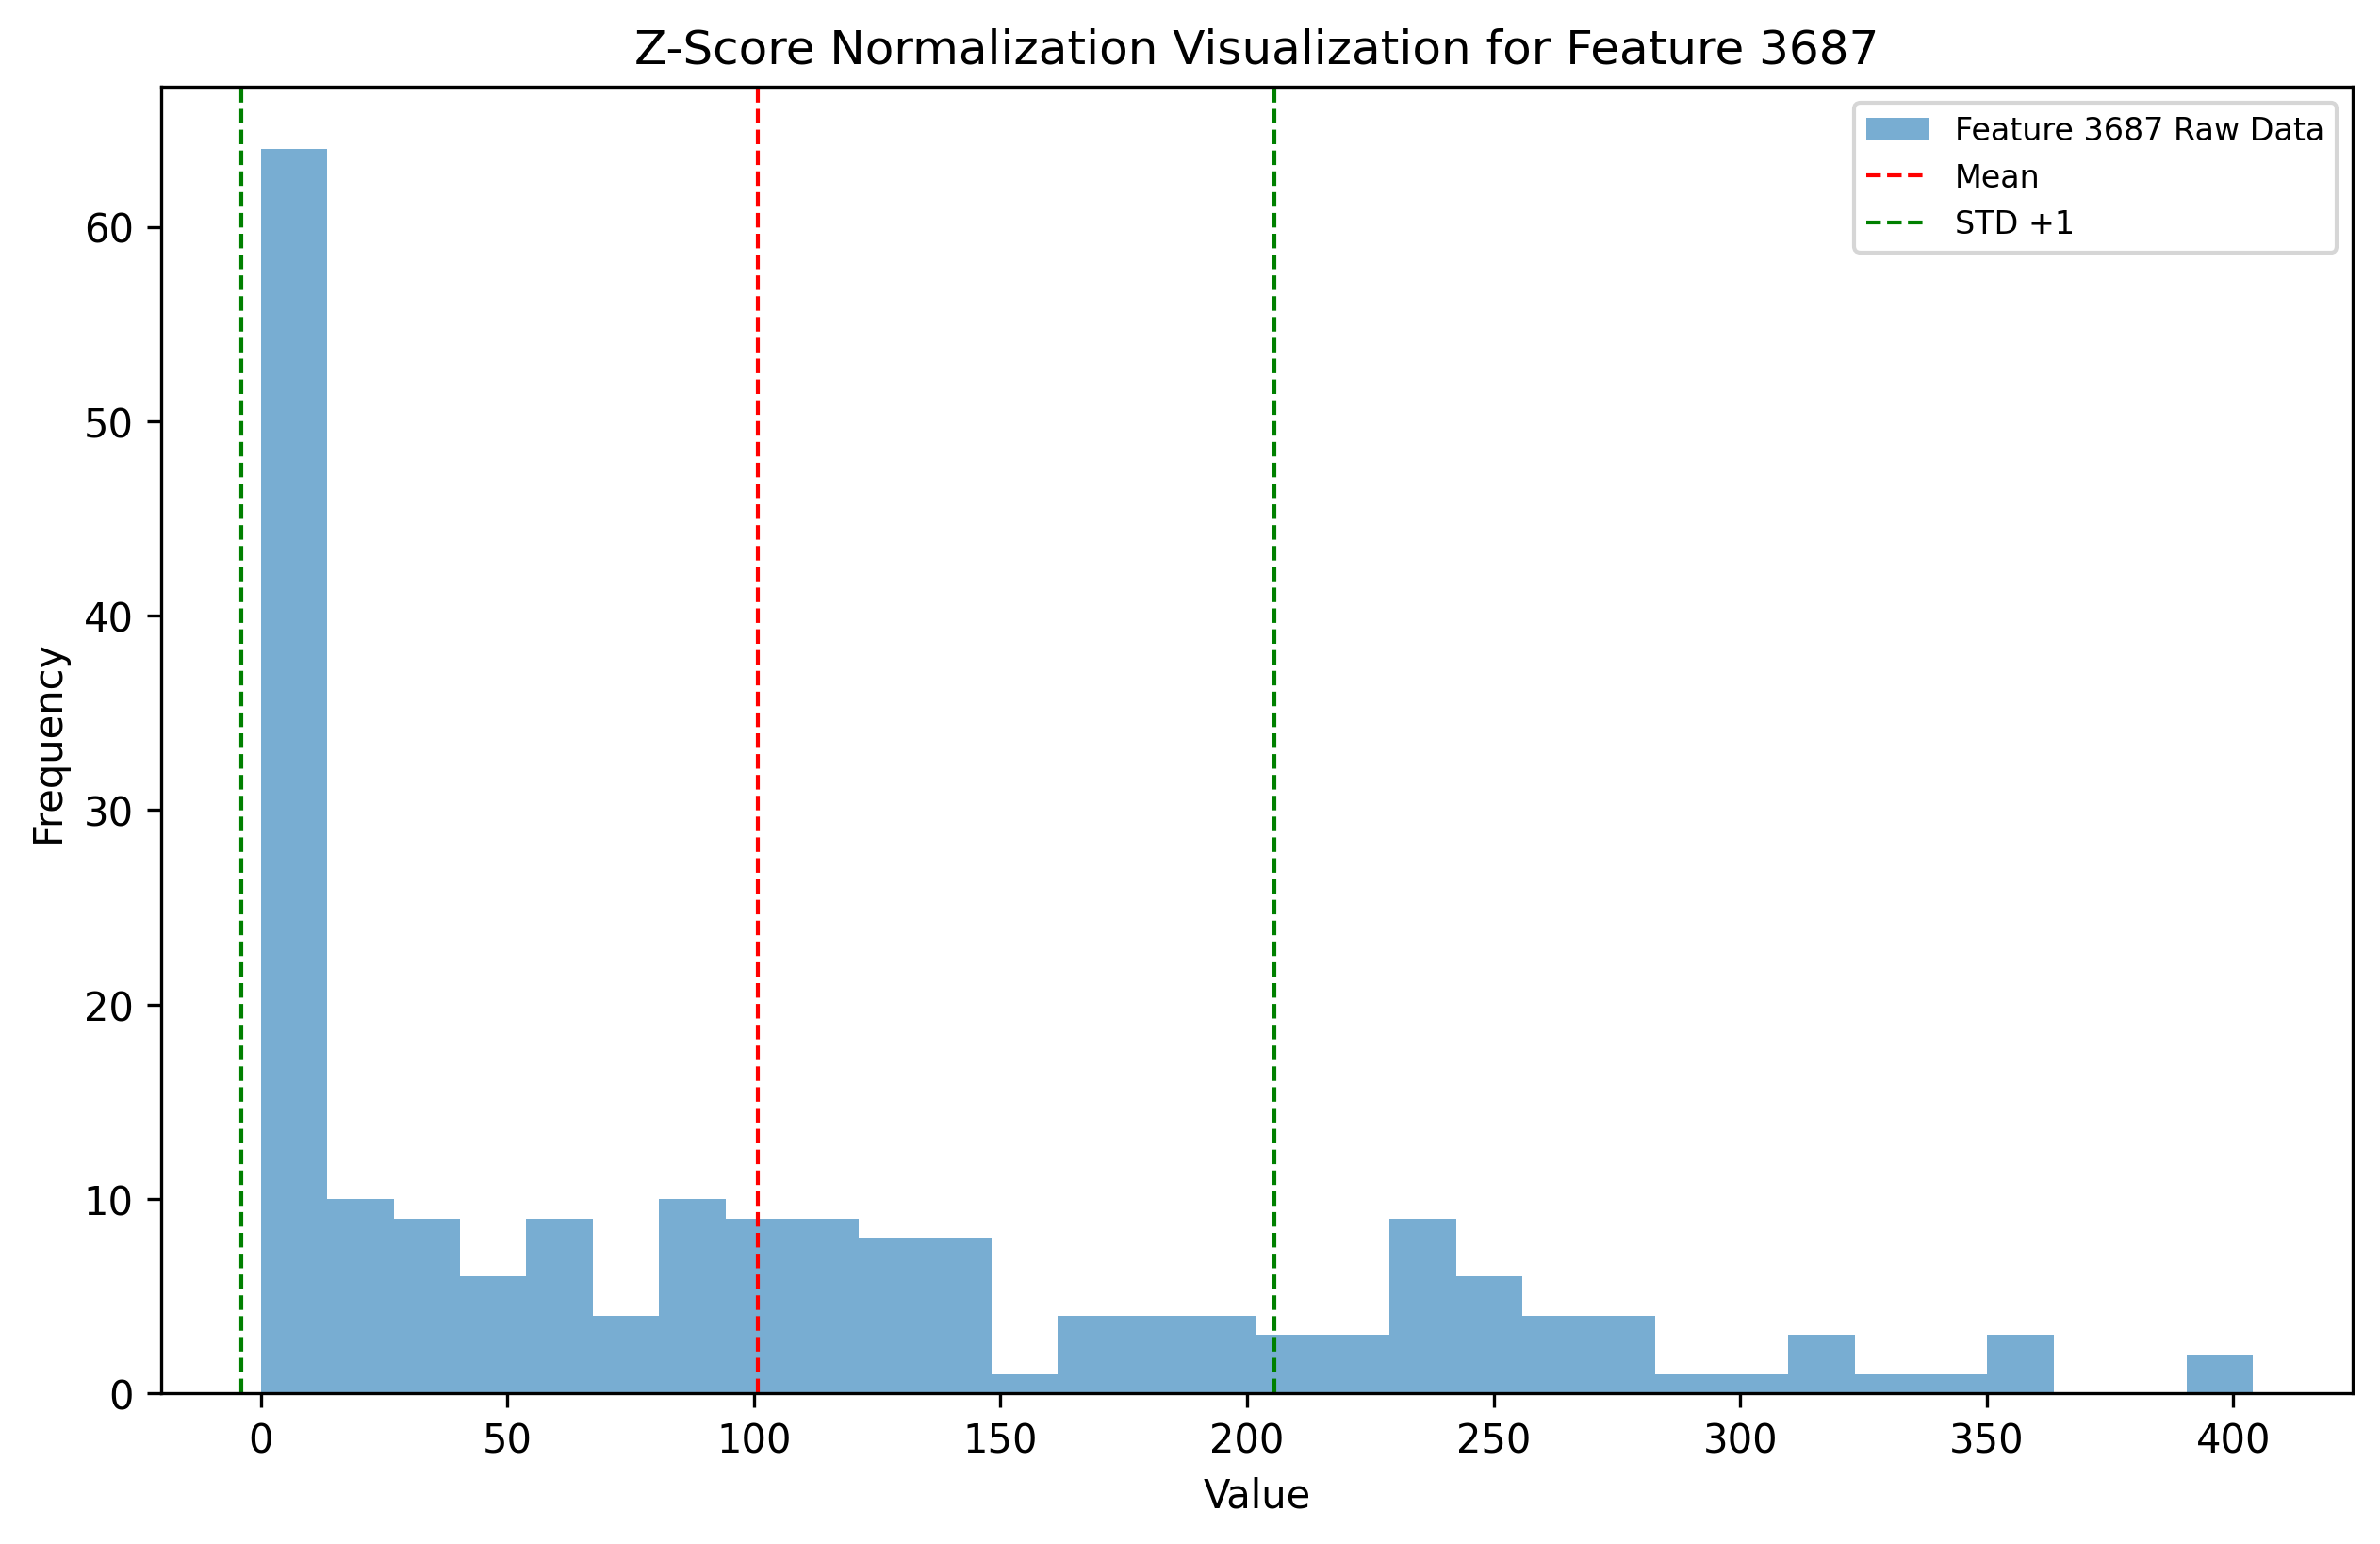 Z-Score Normalization Visualization for Feature 3687
Feature 3687 Raw Data
Mean
STD +1
Frequency
60
50
40
30
20
10
0
0 50 100 150 200 250 300 350 400
Value